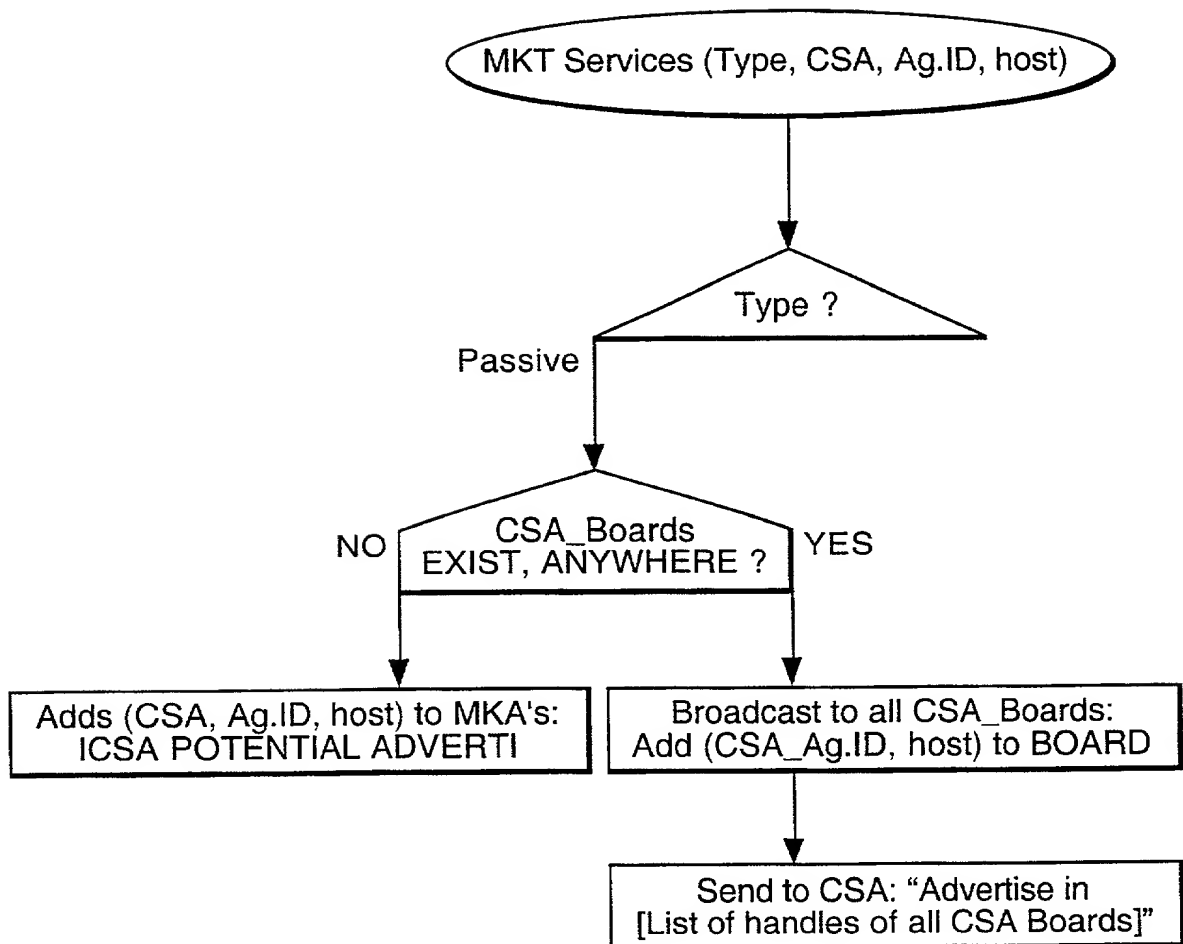 MKT Services (Type, CSA, Ag.ID, host)
Type ?
Passive
NO
CSA_Boards
EXIST, ANYWHERE ?
YES
Adds (CSA, Ag.ID, host) to MKA's:
ICSA POTENTIAL ADVERTI
Broadcast to all CSA_Boards:
Add (CSA_Ag.ID, host) to BOARD
Send to CSA: “Advertise in
[List of handles of all CSA Boards]”